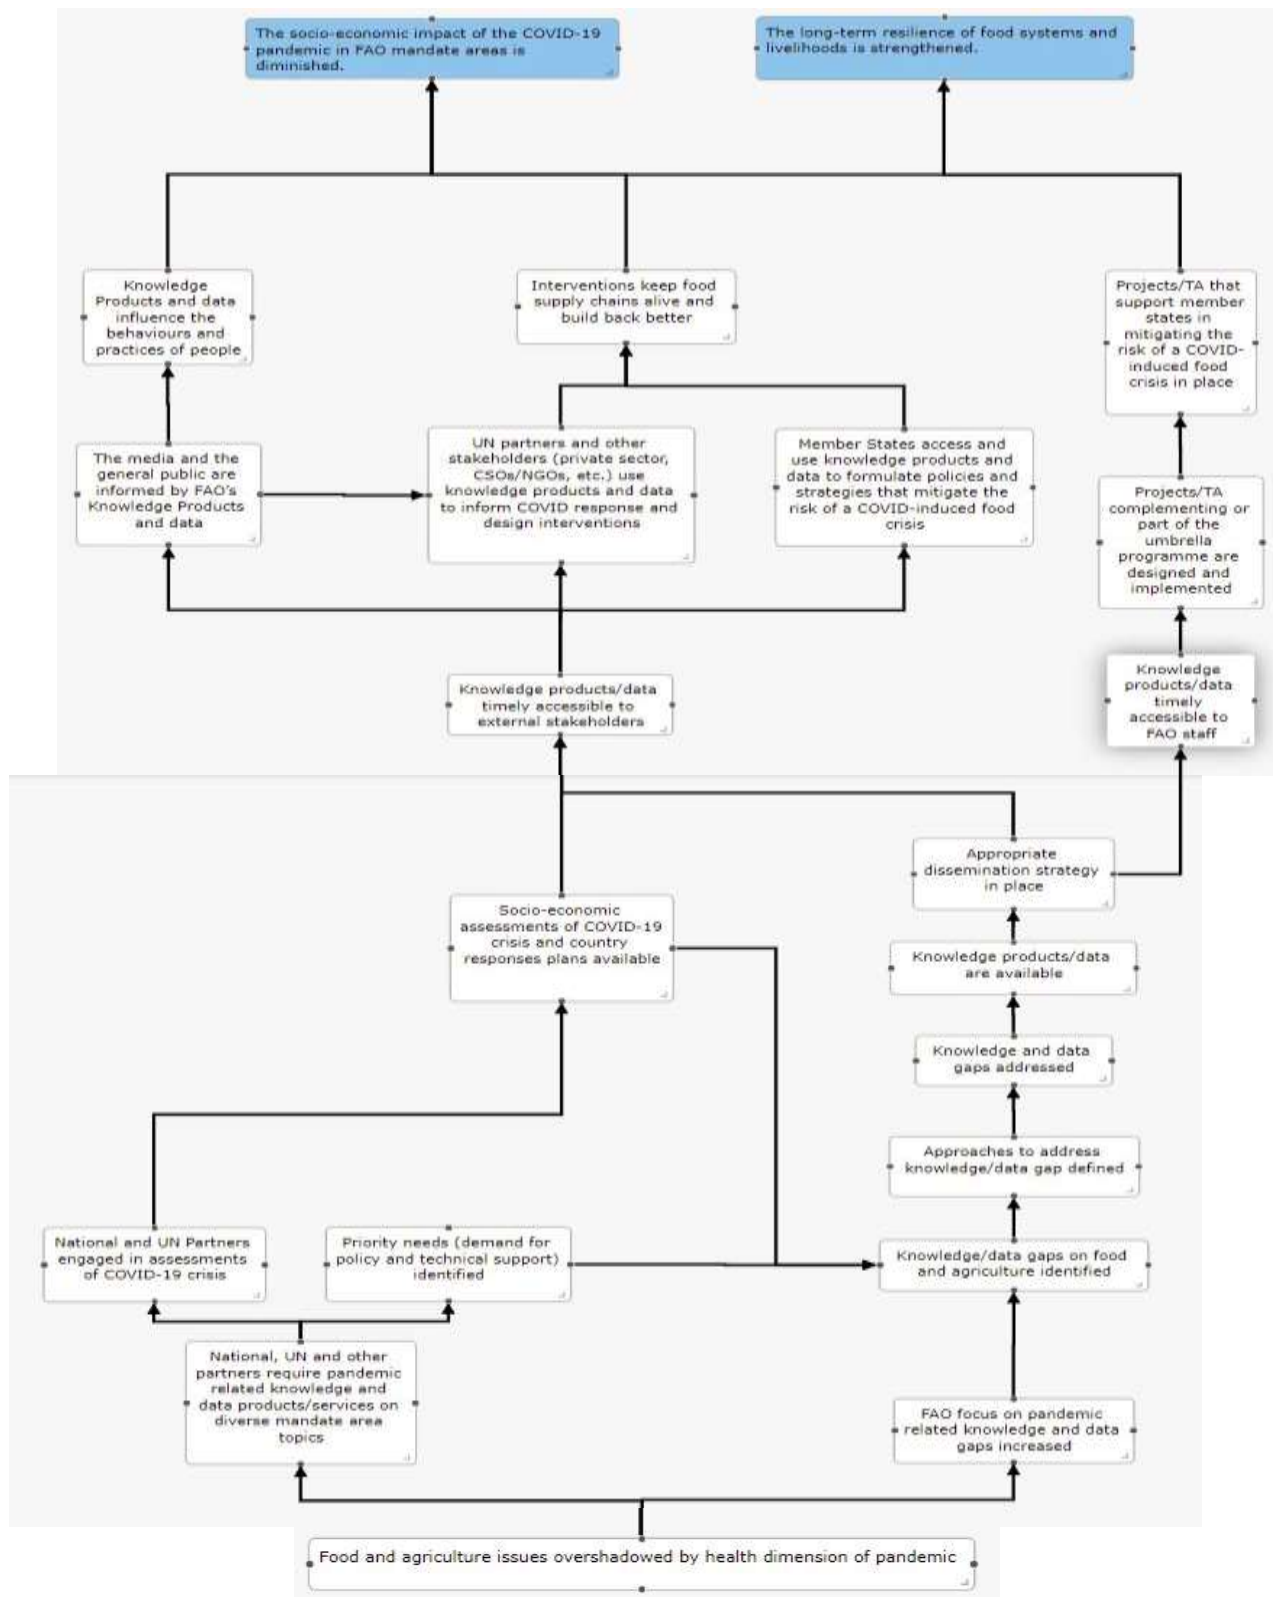 The socio-economic impact of the COVID-19
pandemic in FAO mandate areas is
diminished.
The long-term resilience of food systems and
livelihoods is strengthened.
Knowledge
Products and data
influence the
behaviours and
practices of people
Interventions keep food
supply chains alive and
build back better
Projects/TA that
support member
states in
mitigating the
risk of a COVID-
induced food
crisis in place
The media and the
general public are
informed by FAO's
Knowledge Products
and data
UN partners and other
stakeholders (private sector,
CSOs/NGOs, etc.) use
knowledge products and data
to inform COVID response and
design interventions
Member States access and
use knowledge products and
data to formulate policies and
strategies that mitigate the
risk of a COVID-induced food
crisis
Projects/TA
complementing or
part of the
umbrella
programme are
designed and
implemented
Knowledge products/data
timely accessible to
external stakeholders
Knowledge
products/data
timely
accessible to
FAO staff
Appropriate
dissemination strategy
in place
Socio-economic
assessments of COVID-19
crisis and country
responses plans available
Knowledge products/data
are available
Knowledge and data
gaps addressed
Approaches to address
knowledge/data gap defined
National and UN Partners
engaged in assessments
of COVID-19 crisis
Priority needs (demand for
policy and technical support)
identified
Knowledge/data gaps on food
and agriculture identified
National, UN and other
partners require pandemic
related knowledge and
data products/services on
diverse mandate area
topics
FAO focus on pandemic
related knowledge and data
gaps increased
Food and agriculture issues overshadowed by health dimension of pandemic